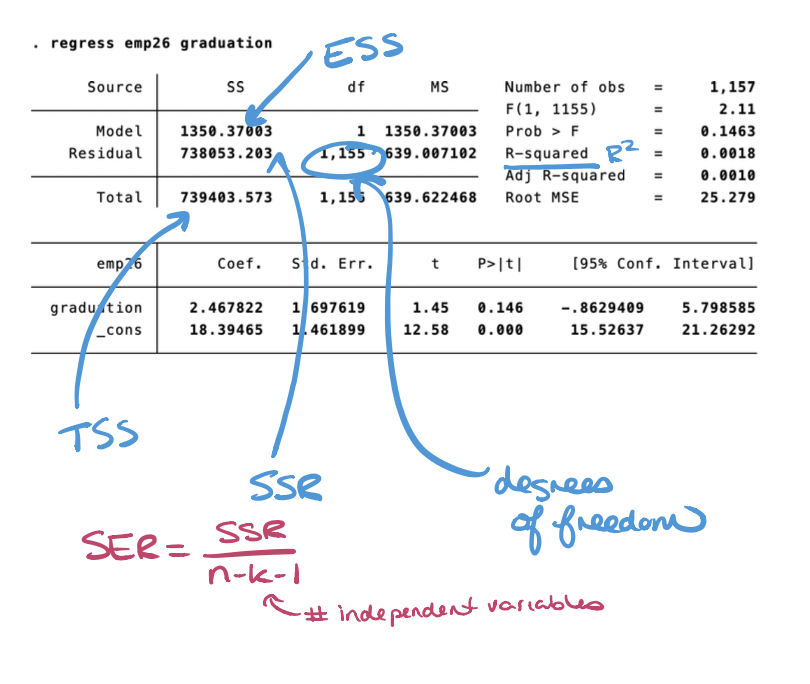 . regress emp26 graduation
ESS
Source SS df MS Number of obs = 1,157
F(1, 1155) = 2.11
Model 1350.37003 1 1350.37003 Prob > F = 0.1463
Residual 738053.203 1,155 639.007102 R-squared R² = 0.0018
Adj R-squared = 0.0010
Total 739403.573 1,156 639.622468 Root MSE = 25.279
emp26 Coef. Std. Err. t P>|t| [95% Conf. Interval]
graduation 2.467822 1.697619 1.45 0.146 -.8629409 5.798585
_cons 18.39465 1.461899 12.58 0.000 15.52637 21.26292
TSS
SSR
degrees
of freedom
SER = SSR
n-k-1
# independent variables